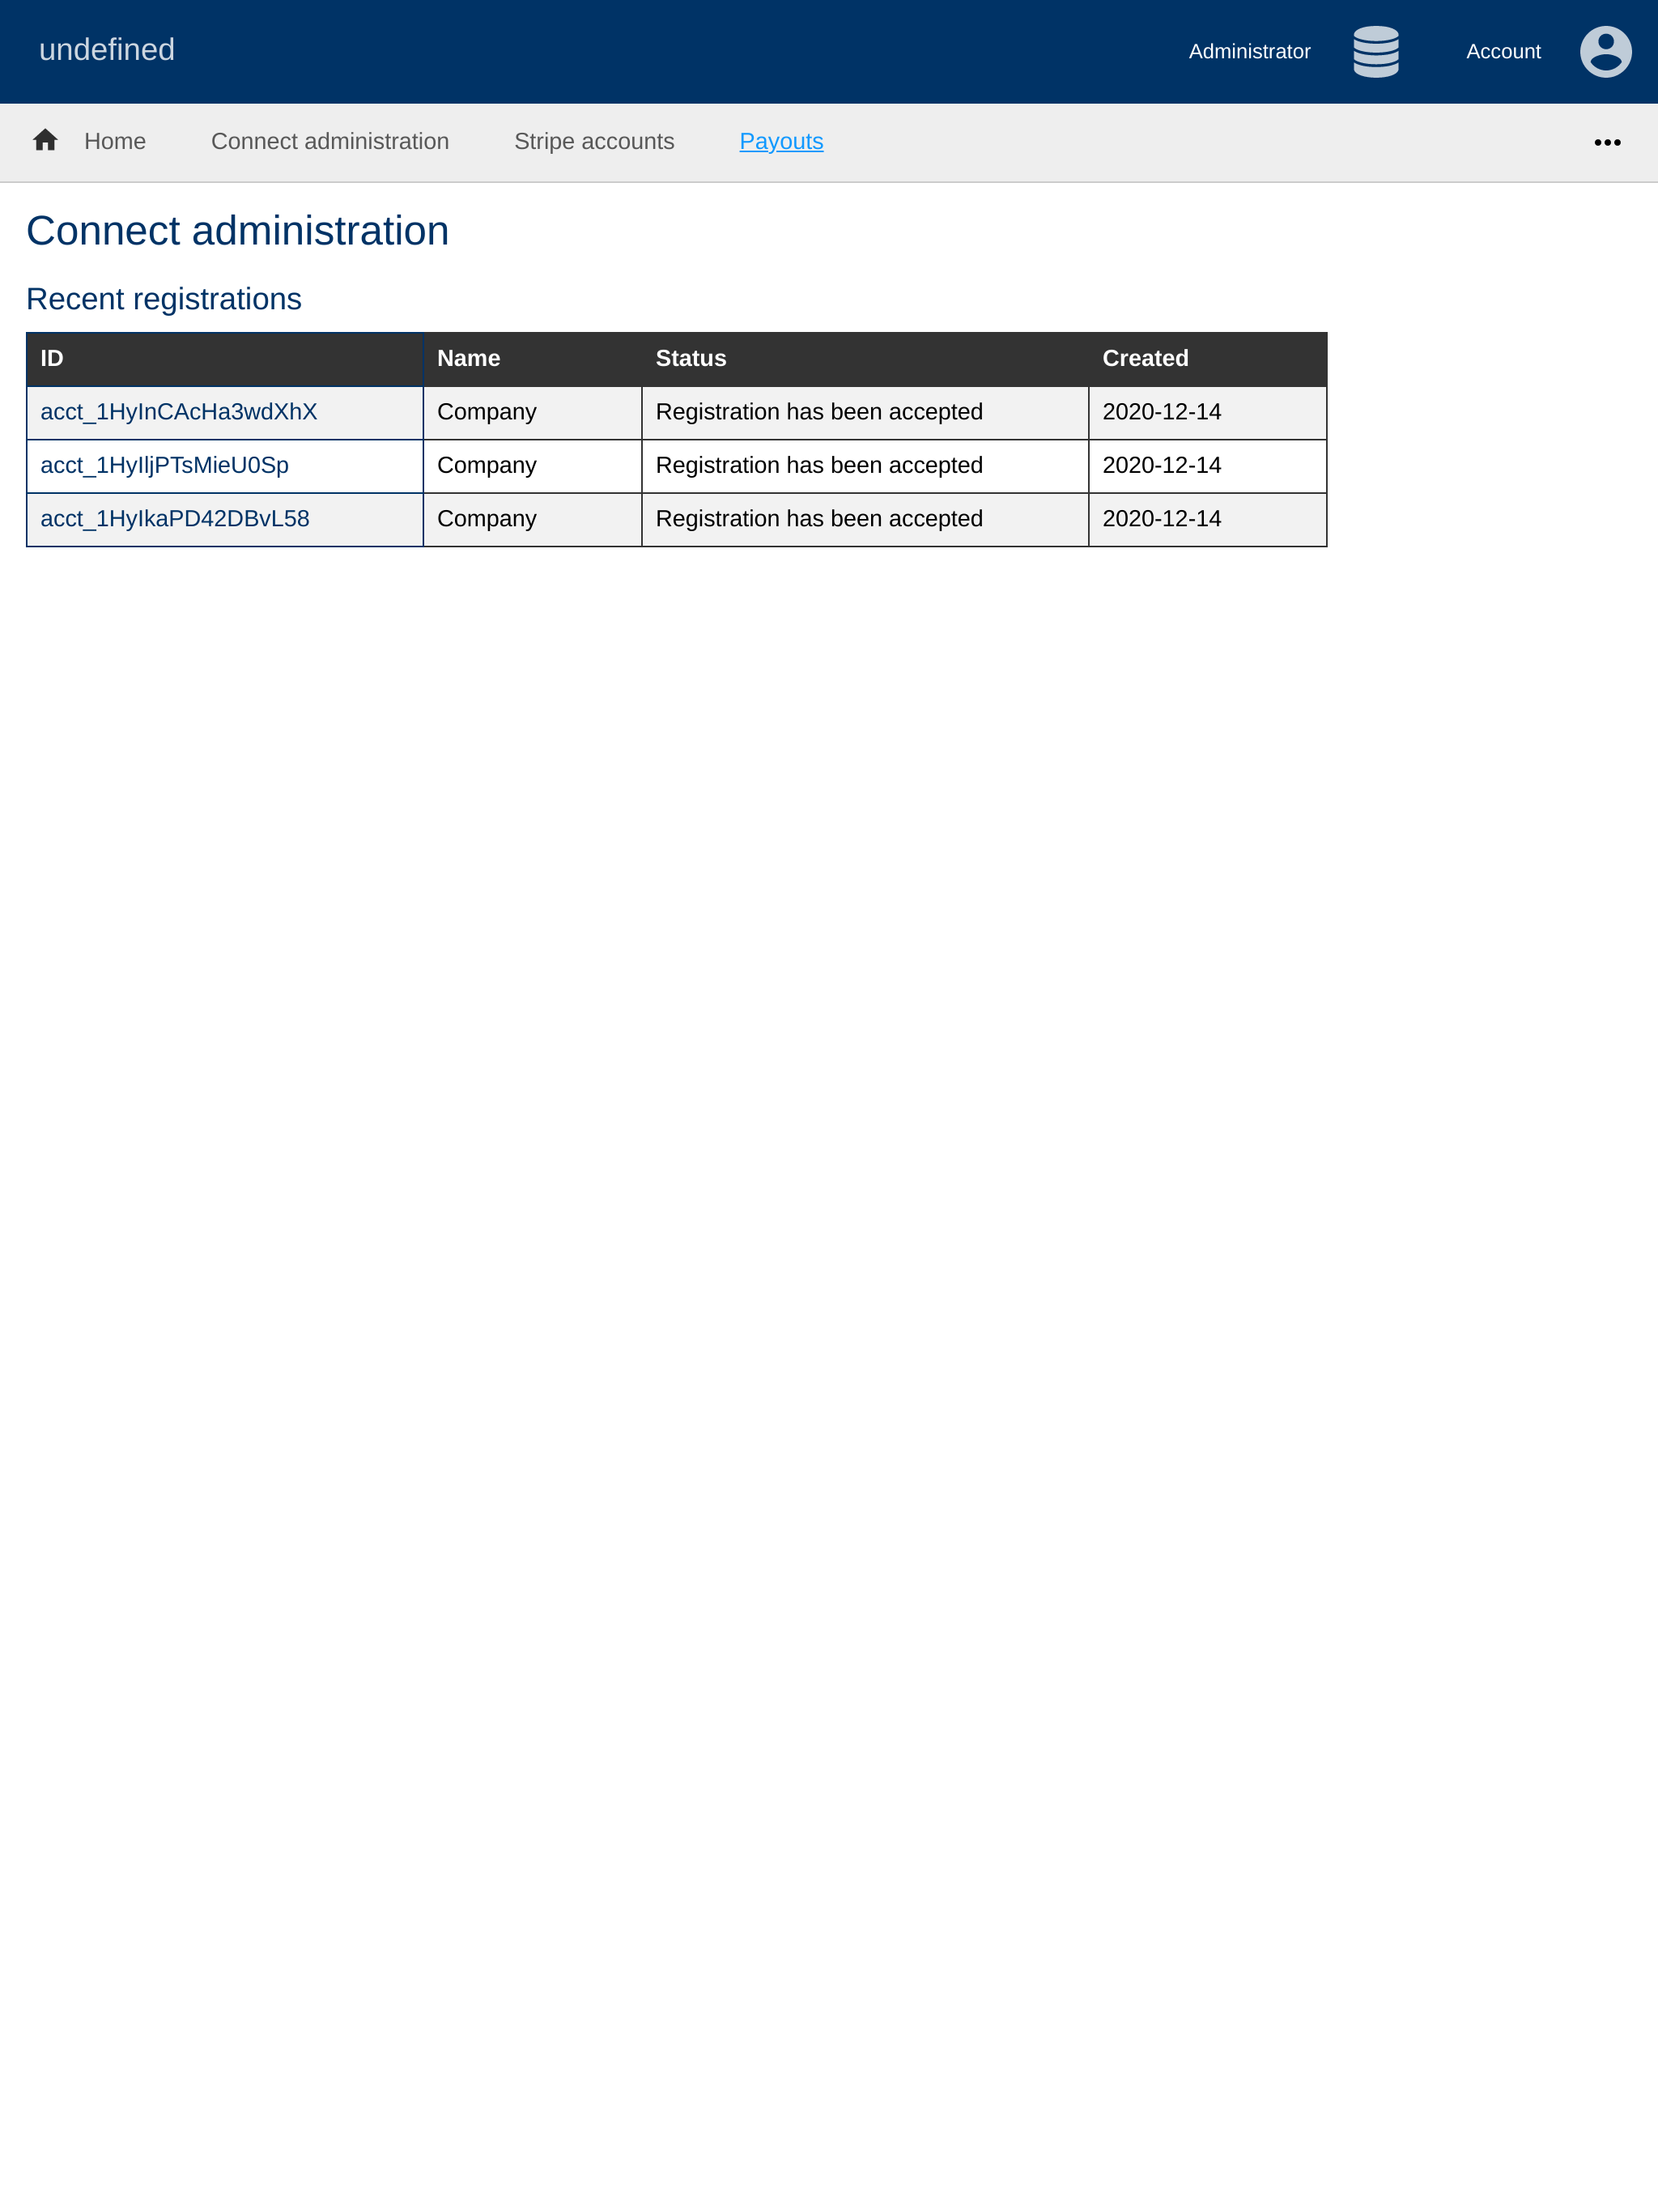 undefined Administrator Account
Home Connect administration Stripe accounts Payouts
Connect administration
Recent registrations
ID Name Status Created
acct_1HyInCAcHa3wdXhX Company Registration has been accepted 2020-12-14
acct_1HyIljPTsMieU0Sp Company Registration has been accepted 2020-12-14
acct_1HyIkaPD42DBvL58 Company Registration has been accepted 2020-12-14